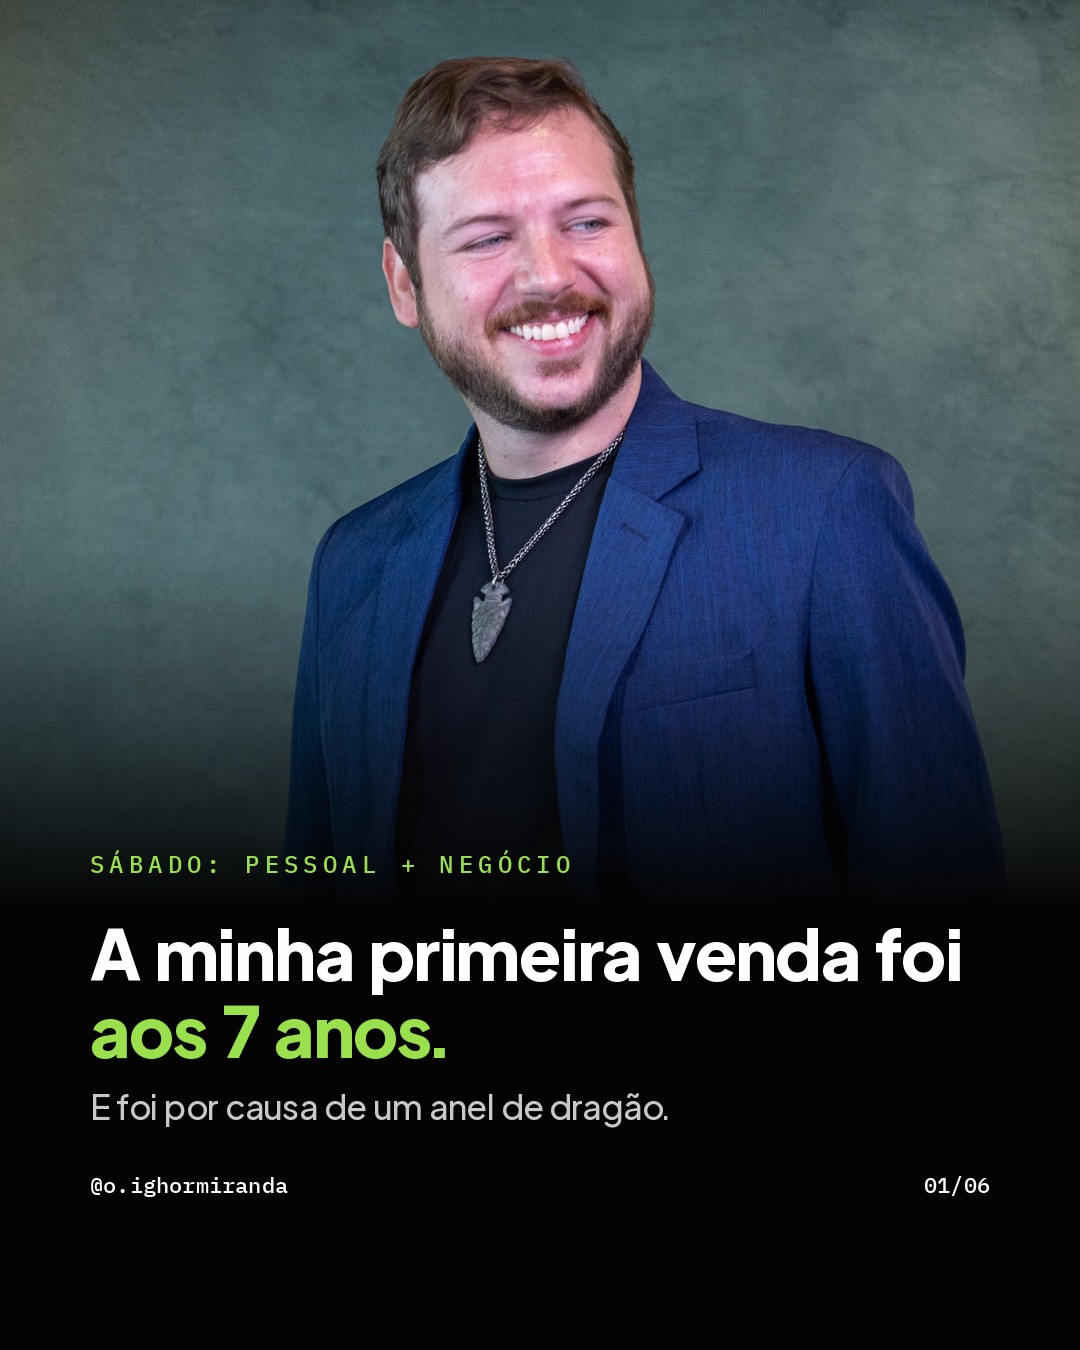 SÁBADO: PESSOAL + NEGÓCIO
A minha primeira venda foi
aos 7 anos.
E foi por causa de um anel de dragão.
@o.ighormiranda
01/06